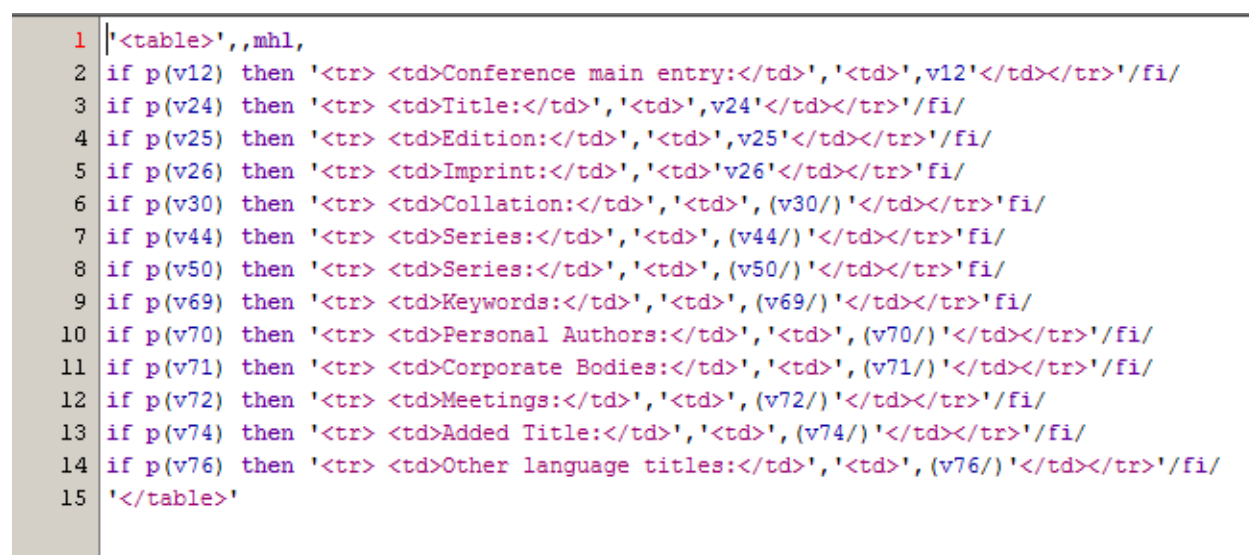 1 '<table>',,mhl,
2 if p(v12) then '<tr> <td>Conference main entry:</td>','<td>',v12'</td></tr>'/fi/
3 if p(v24) then '<tr> <td>Title:</td>','<td>',v24'</td></tr>'/fi/
4 if p(v25) then '<tr> <td>Edition:</td>','<td>',v25'</td></tr>'/fi/
5 if p(v26) then '<tr> <td>Imprint:</td>','<td>'v26'</td></tr>'fi/
6 if p(v30) then '<tr> <td>Collation:</td>','<td>',(v30/)'</td></tr>'fi/
7 if p(v44) then '<tr> <td>Series:</td>','<td>',(v44/)'</td></tr>'fi/
8 if p(v50) then '<tr> <td>Series:</td>','<td>',(v50/)'</td></tr>'fi/
9 if p(v69) then '<tr> <td>Keywords:</td>','<td>',(v69/)'</td></tr>'fi/
10 if p(v70) then '<tr> <td>Personal Authors:</td>','<td>',(v70/)'</td></tr>'/fi/
11 if p(v71) then '<tr> <td>Corporate Bodies:</td>','<td>',(v71/)'</td></tr>'/fi/
12 if p(v72) then '<tr> <td>Meetings:</td>','<td>',(v72/)'</td></tr>'/fi/
13 if p(v74) then '<tr> <td>Added Title:</td>','<td>',(v74/)'</td></tr>'/fi/
14 if p(v76) then '<tr> <td>Other language titles:</td>','<td>',(v76/)'</td></tr>'/fi/
15 '</table>'